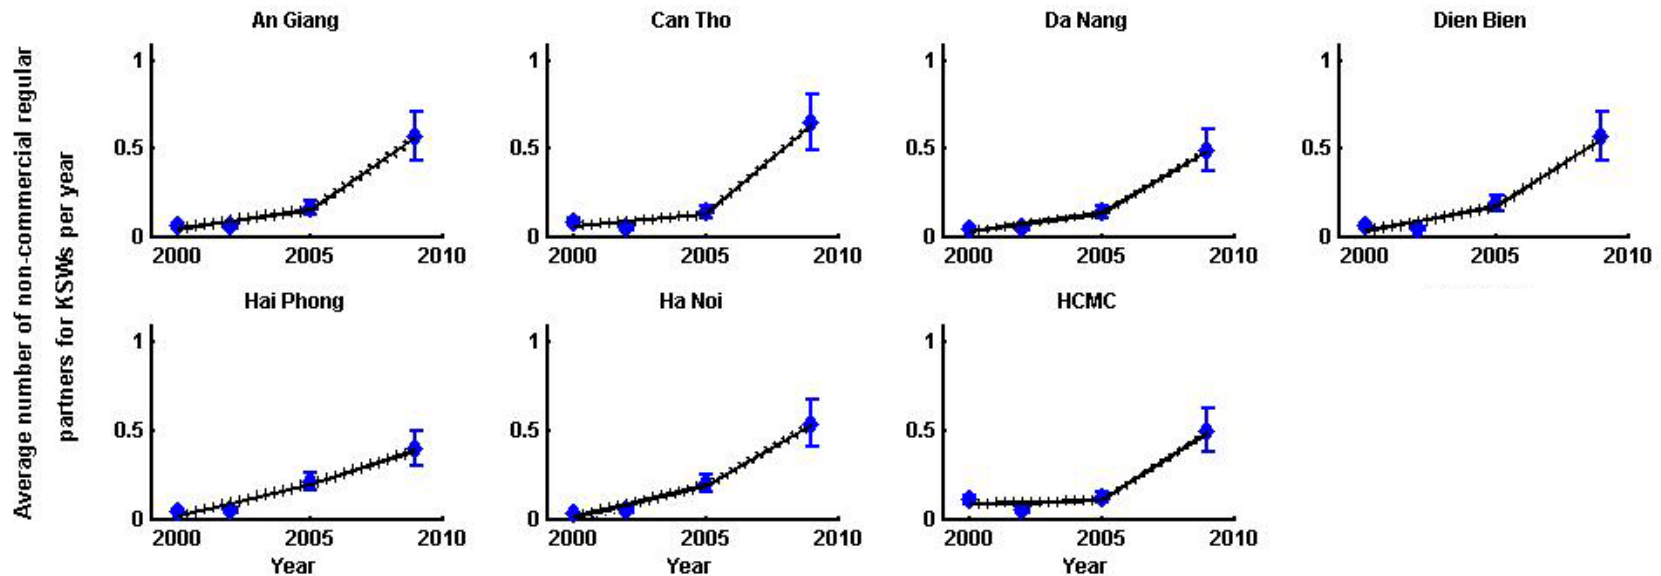 Average number of non-commercial regular
partners for KSWs per year
An Giang
1
0.5
0
2000 2005 2010
Can Tho
1
0.5
0
2000 2005 2010
Da Nang
1
0.5
0
2000 2005 2010
Dien Bien
1
0.5
0
2000 2005 2010
Hai Phong
1
0.5
0
2000 2005 2010
Year
Ha Noi
1
0.5
0
2000 2005 2010
Year
HCMC
1
0.5
0
2000 2005 2010
Year